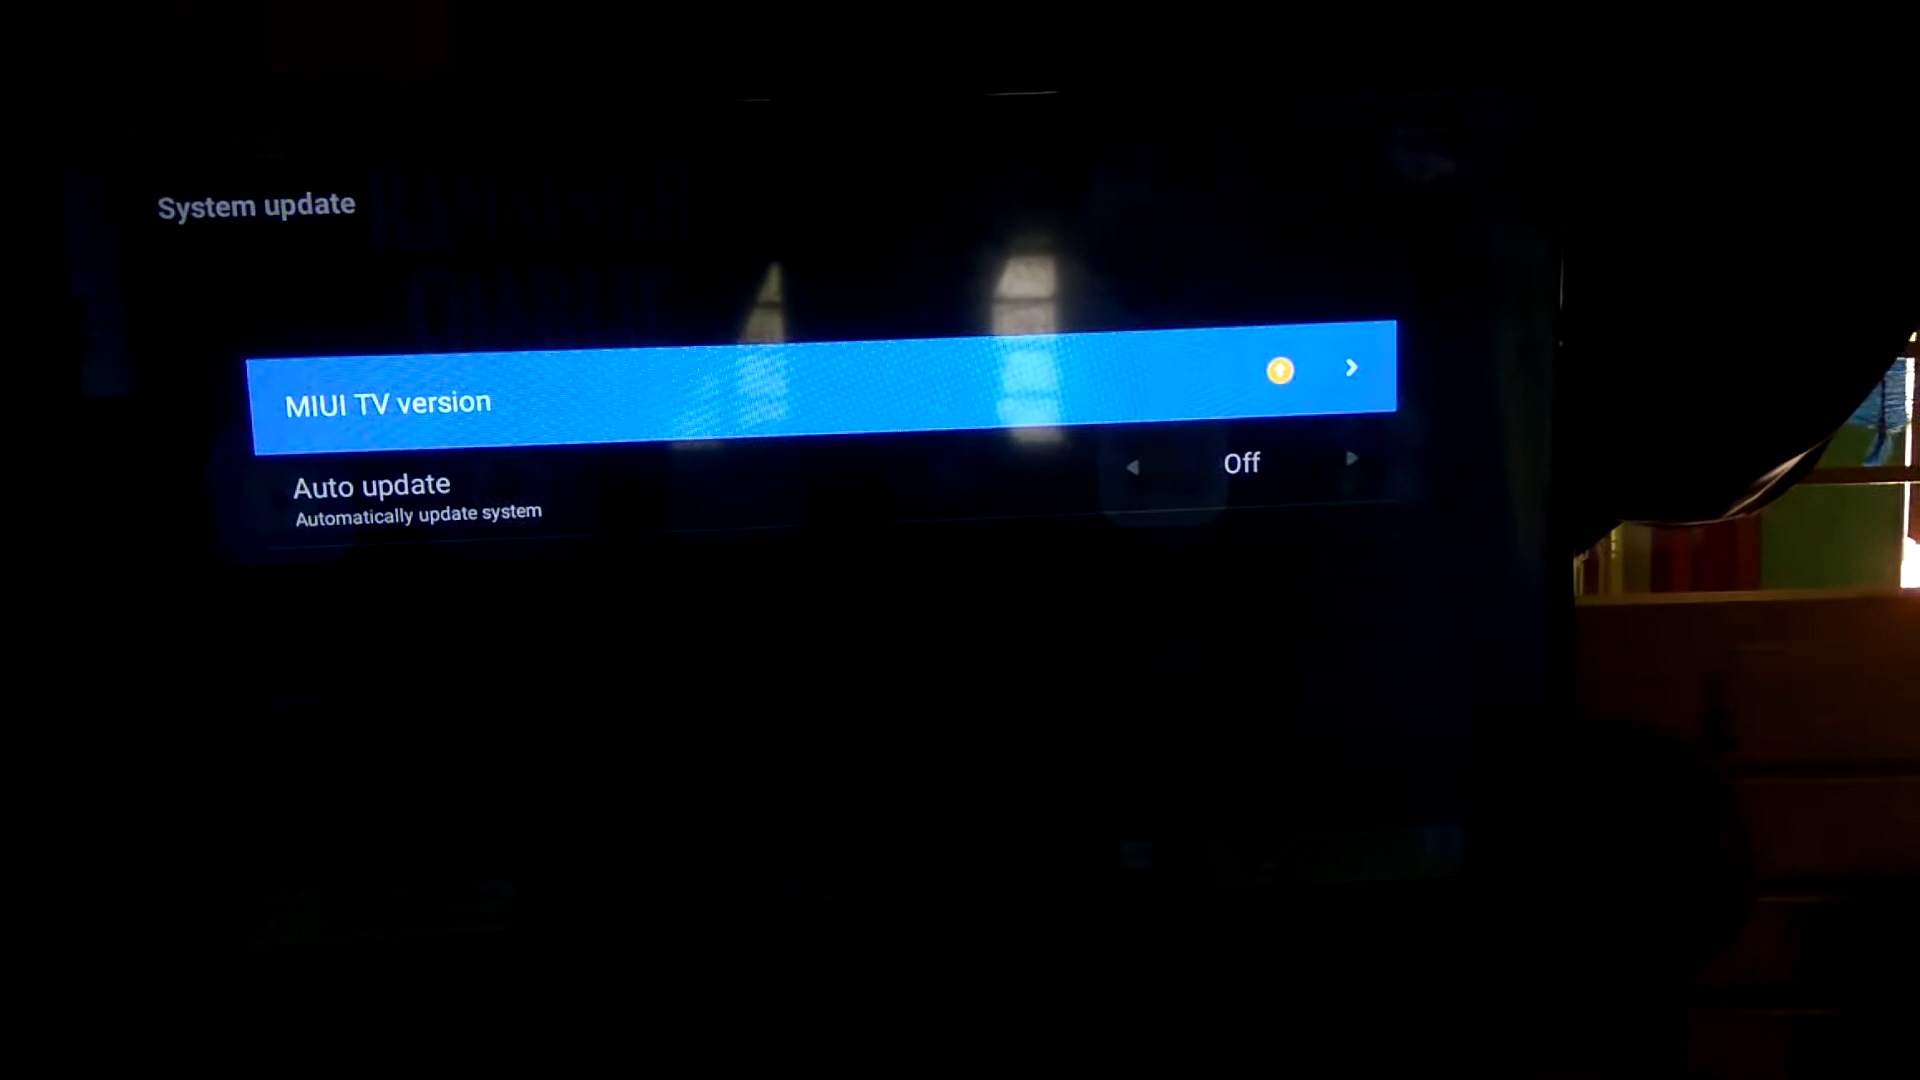 System update
MIUI TV version
Auto update
Off
Automatically update system